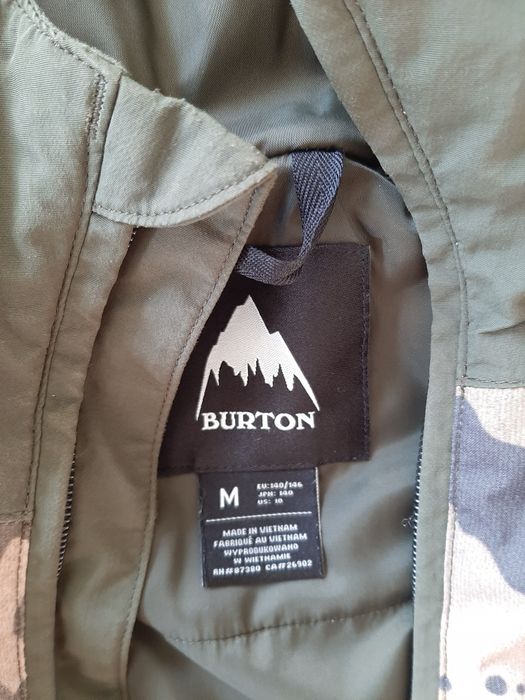 BURTON
M
EU: 140/146
JPN: 140
US: 10
MADE IN VIETNAM
FABRIQUÉ AU VIETNAM
WYPRODUKOWANO
W WIETNAMIE
RN#87380 CA#26902